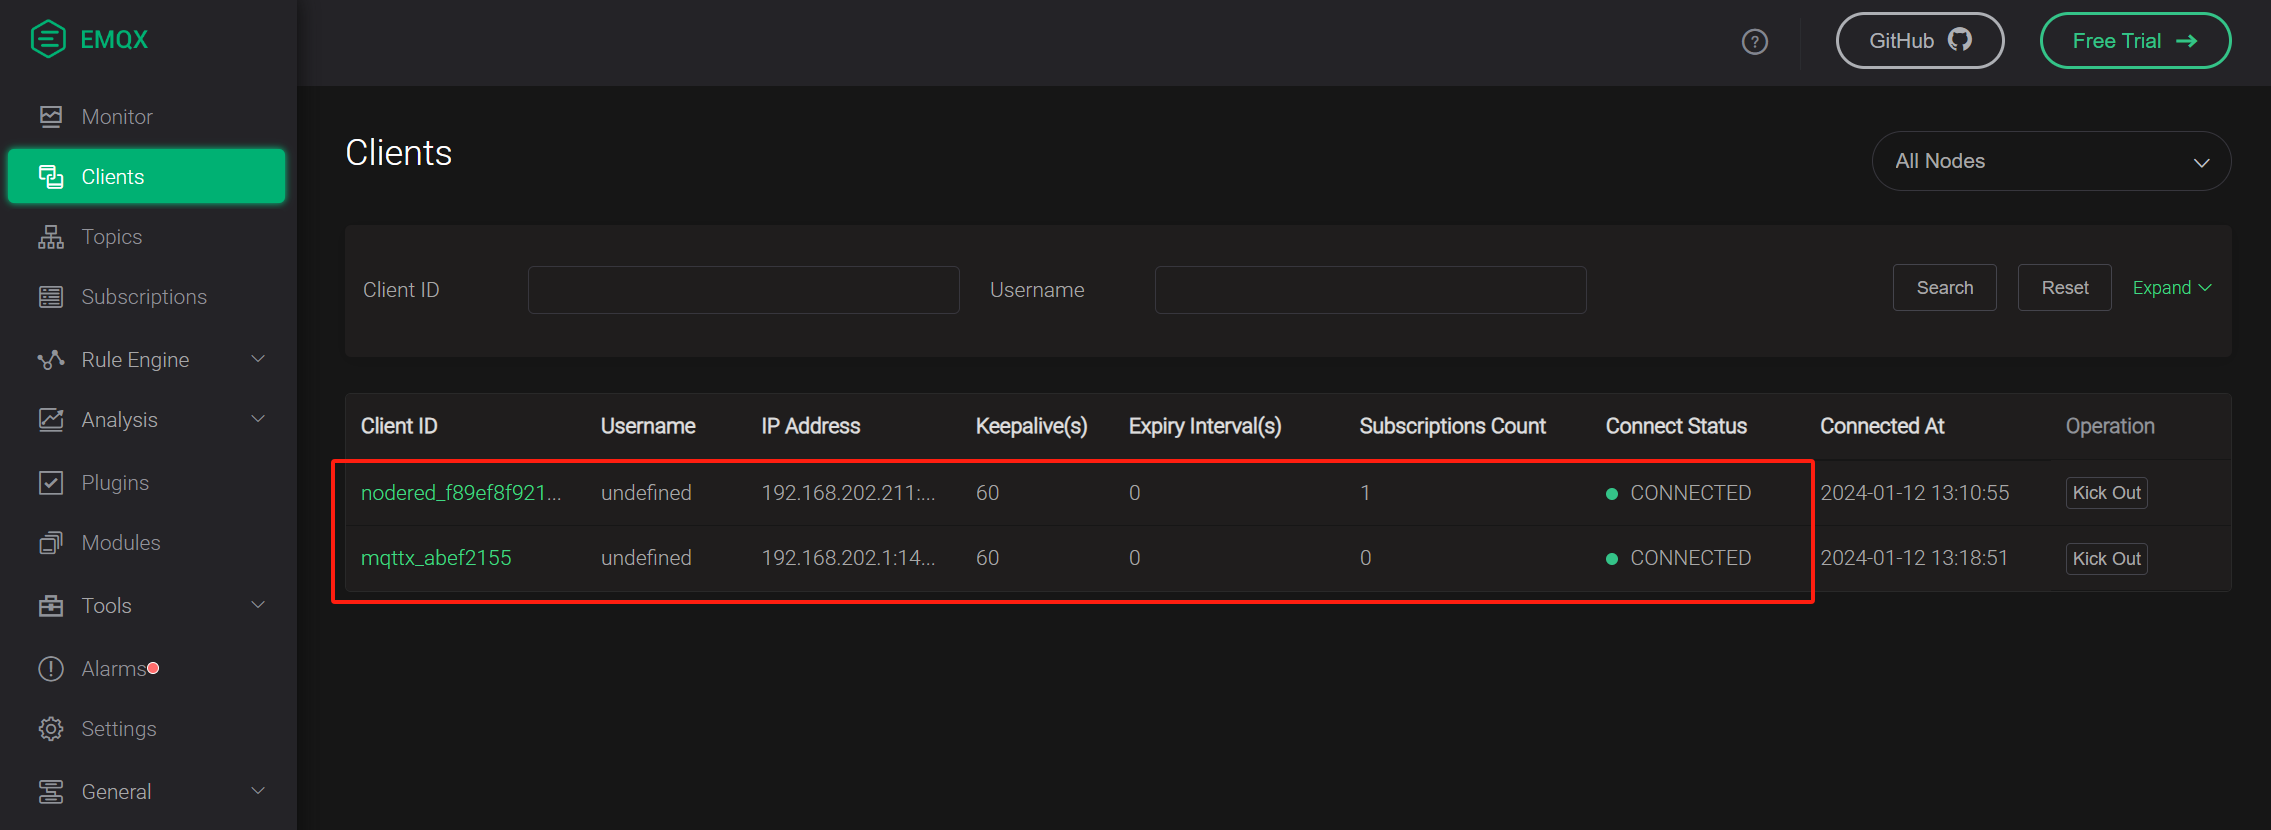 EMQX
GitHub
Free Trial
Monitor
Clients
Topics
Subscriptions
Rule Engine
Analysis
Plugins
Modules
Tools
Alarms
Settings
General
Clients
All Nodes
Client ID
Username
Search
Reset
Expand
Client ID Username IP Address Keepalive(s) Expiry Interval(s) Subscriptions Count Connect Status Connected At Operation
nodered_f89ef8f921... undefined 192.168.202.211:... 60 0 1 CONNECTED 2024-01-12 13:10:55 Kick Out
mqttx_abef2155 undefined 192.168.202.1:14... 60 0 0 CONNECTED 2024-01-12 13:18:51 Kick Out